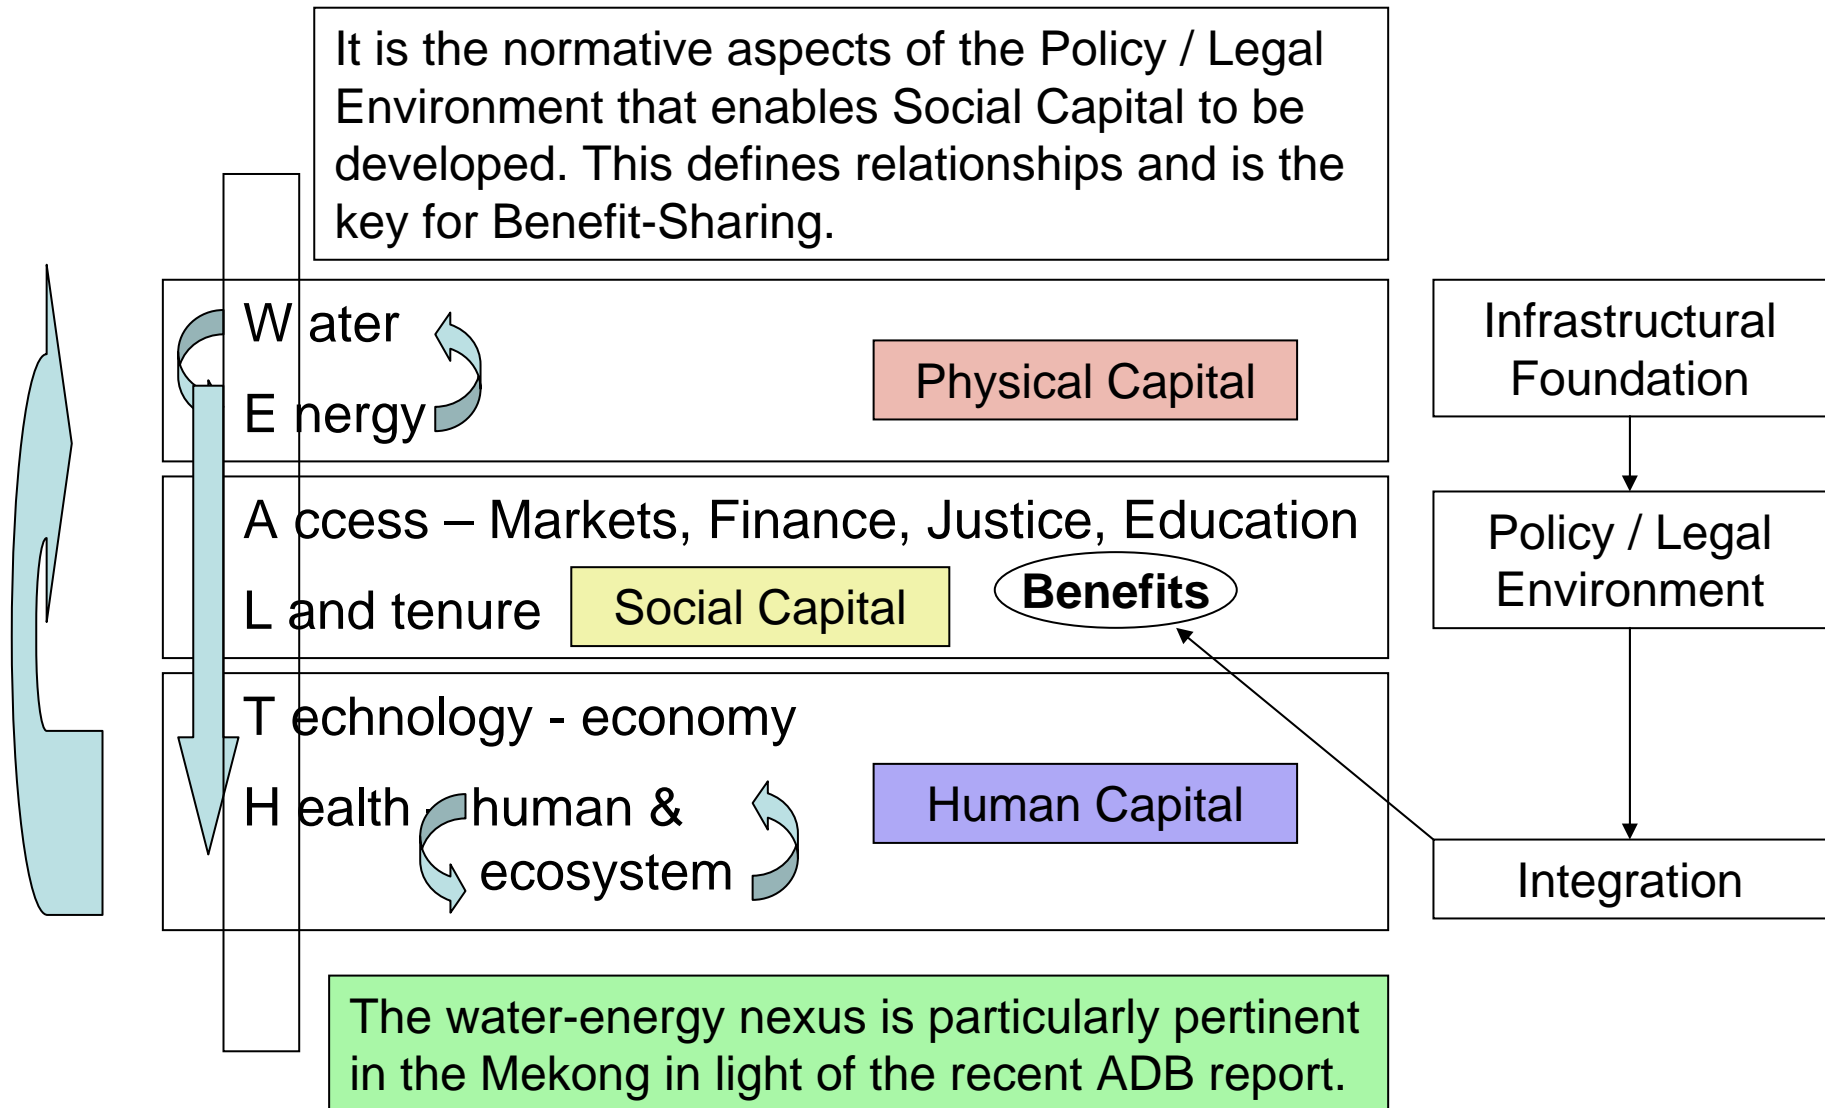 It is the normative aspects of the Policy / Legal
Environment that enables Social Capital to be
developed. This defines relationships and is the
key for Benefit-Sharing.
W ater
E nergy
Physical Capital
A ccess – Markets, Finance, Justice, Education
L and tenure
Social Capital
Benefits
T echnology - economy
H ealth - human &
ecosystem
Human Capital
Infrastructural
Foundation
Policy / Legal
Environment
Integration
The water-energy nexus is particularly pertinent
in the Mekong in light of the recent ADB report.